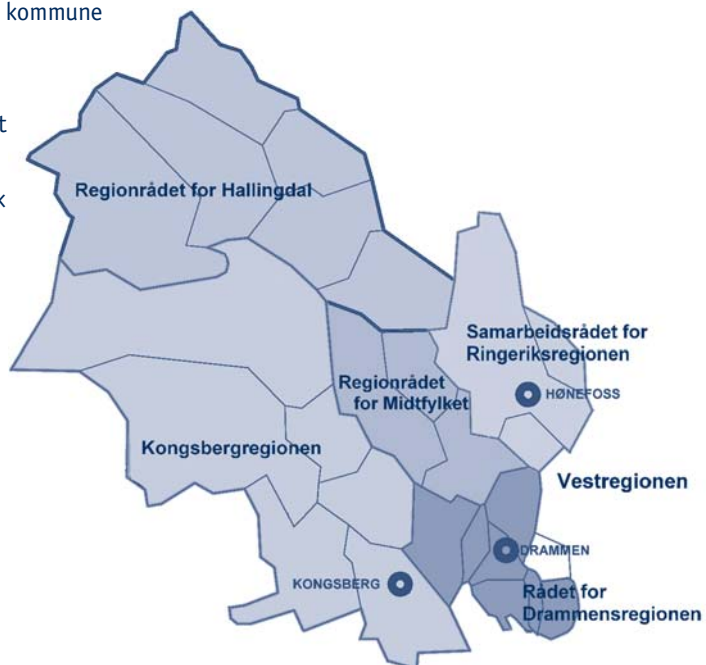 kommune
t
k
Regionrådet for Hallingdal
Samarbeidsrådet for
Ringeriksregionen
HØNEFOSS
Regionrådet
for Midtfylket
Kongsbergregionen
Vestregionen
DRAMMEN
KONGSBERG
Rådet for
Drammensregionen